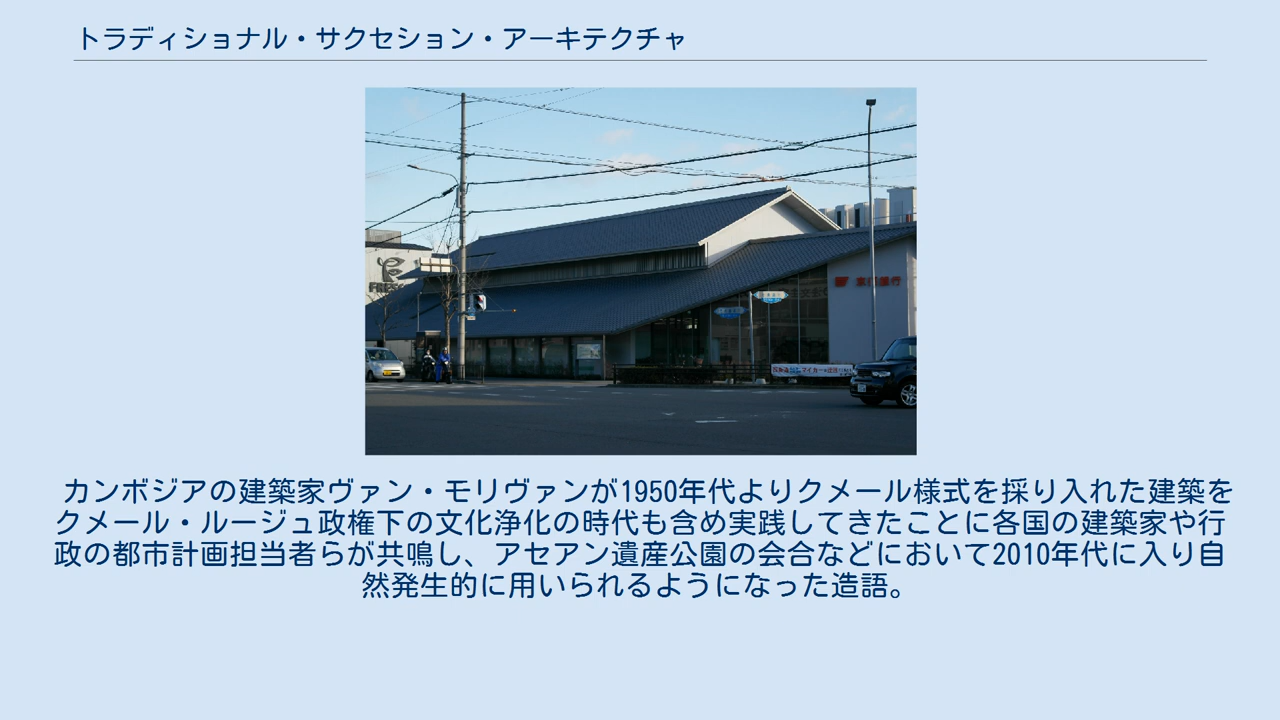 トラディショナル・サクセション・アーキテクチャ
カンボジアの建築家ヴァン・モリヴァンが1950年代よりクメール様式を採り入れた建築を
クメール・ルージュ政権下の文化浄化の時代も含め実践してきたことに各国の建築家や行
政の都市計画担当者らが共鳴し、アセアン遺産公園の会合などにおいて2010年代に入り自
然発生的に用いられるようになった造語。